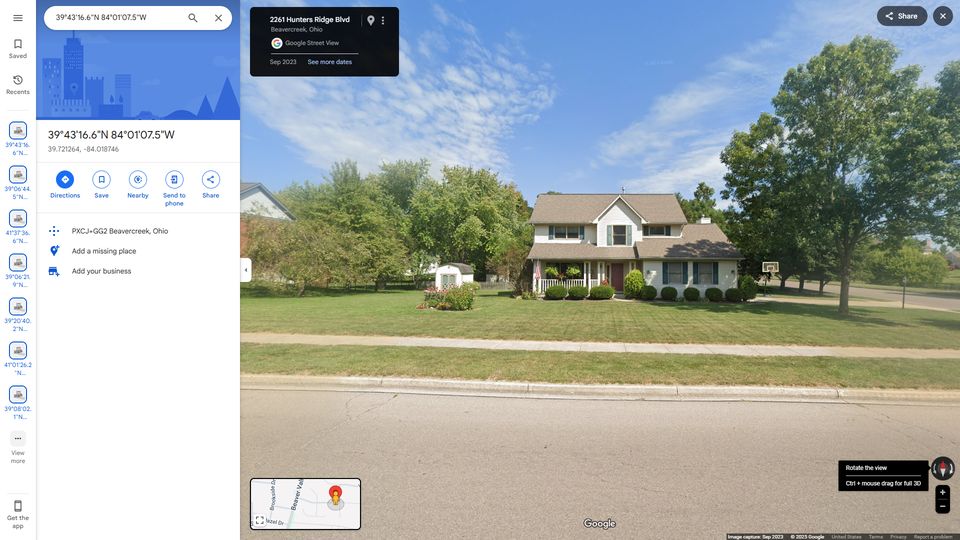 39°43'16.6"N 84°01'07.5"W
Saved
Recents
39°43'16.
6"N...
39°06'44.
5"N...
41°37'36.
6"N...
39°06'21.
9"N...
39°20'40.
2"N...
41°01'26.2
"N...
39°08'02.
1"N...
View
more
Get the
app
39°43'16.6"N 84°01'07.5"W
39.721264, -84.018746
Directions
Save
Nearby
Send to
phone
Share
PXCJ+GG2 Beavercreek, Ohio
Add a missing place
Add your business
2261 Hunters Ridge Blvd
Beavercreek, Ohio
Google Street View
Sep 2023 See more dates
Share
Brookside Dr
Beaver Val
azel Dr
Rotate the view
Ctrl + mouse drag for full 3D
Google
Image capture: Sep 2023 © 2023 Google United States Terms Privacy Report a problem